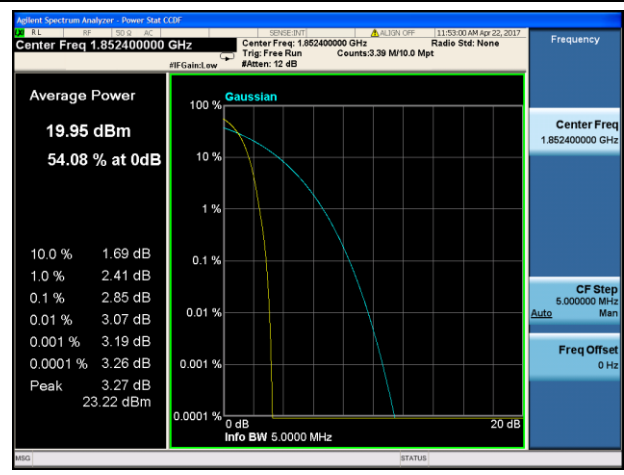 Agilent Spectrum Analyzer - Power Stat CCDF
RL RF 50 Ω AC SENSE:INT ALIGN OFF 11:53:00 AM Apr 22, 2017
Center Freq 1.852400000 GHz
Center Freq: 1.852400000 GHz Radio Std: None
Trig: Free Run Counts:3.39 M/10.0 Mpt
#IFGain:Low #Atten: 12 dB
Frequency
Average Power
19.95 dBm
54.08 % at 0dB
10.0 % 1.69 dB
1.0 % 2.41 dB
0.1 % 2.85 dB
0.01 % 3.07 dB
0.001 % 3.19 dB
0.0001 % 3.26 dB
Peak 3.27 dB
23.22 dBm
Gaussian
100 %
10 %
1 %
0.1 %
0.01 %
0.001 %
0.0001 %
0 dB 20 dB
Info BW 5.0000 MHz
Center Freq
1.852400000 GHz
CF Step
5.000000 MHz
Auto Man
Freq Offset
0 Hz
MSG STATUS